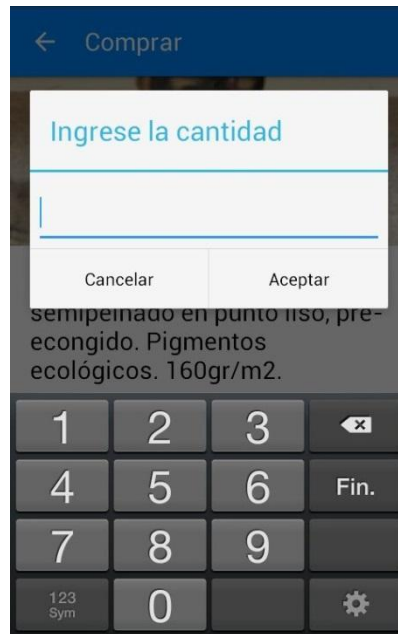 Comprar
Ingrese la cantidad
Cancelar Aceptar
semipeinado en punto liso, pre-
econgido. Pigmentos
ecológicos. 160gr/m2.
1 2 3
4 5 6 Fin.
7 8 9
123
Sym 0